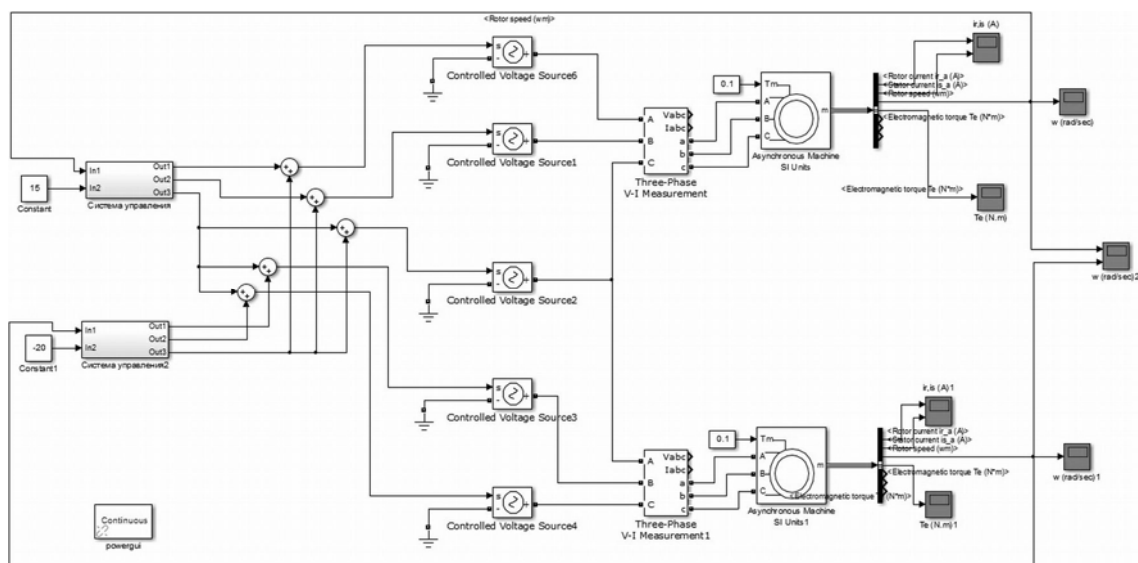 <Rotor speed (wm)>
s
-
+
Controlled Voltage Source6
s
-
+
Controlled Voltage Source1
s
-
+
Controlled Voltage Source2
s
-
+
Controlled Voltage Source3
s
-
+
Controlled Voltage Source4
In1
In2
Out1
Out2
Out3
Система управления
15
Constant
In1
In2
Out1
Out2
Out3
Система управления2
-20
Constant1
Continuous
powergui
A
B
C
Vabc
Iabc
a
b
c
Three-Phase
V-I Measurement
0.1
Tm
A
B
C
m
Asynchronous Machine
SI Units
ir,is (A)
<Rotor current ir_a (A)>
<Stator current is_a (A)>
<Rotor speed (wm)>
<Electromagnetic torque Te (N*m)>
w (rad/sec)
<Electromagnetic torque Te (N*m)>
Te (N.m)
w (rad/sec)2
A
B
C
Vabc
Iabc
a
b
c
Three-Phase
V-I Measurement1
0.1
Tm
A
B
C
m
Asynchronous Machine
SI Units1
ir,is (A)1
<Rotor current ir_a (A)>
<Stator current is_a (A)>
<Rotor speed (wm)>
<Electromagnetic torque Te (N*m)>
w (rad/sec)1
<Electromagnetic torque Te (N*m)>
Te (N.m)1